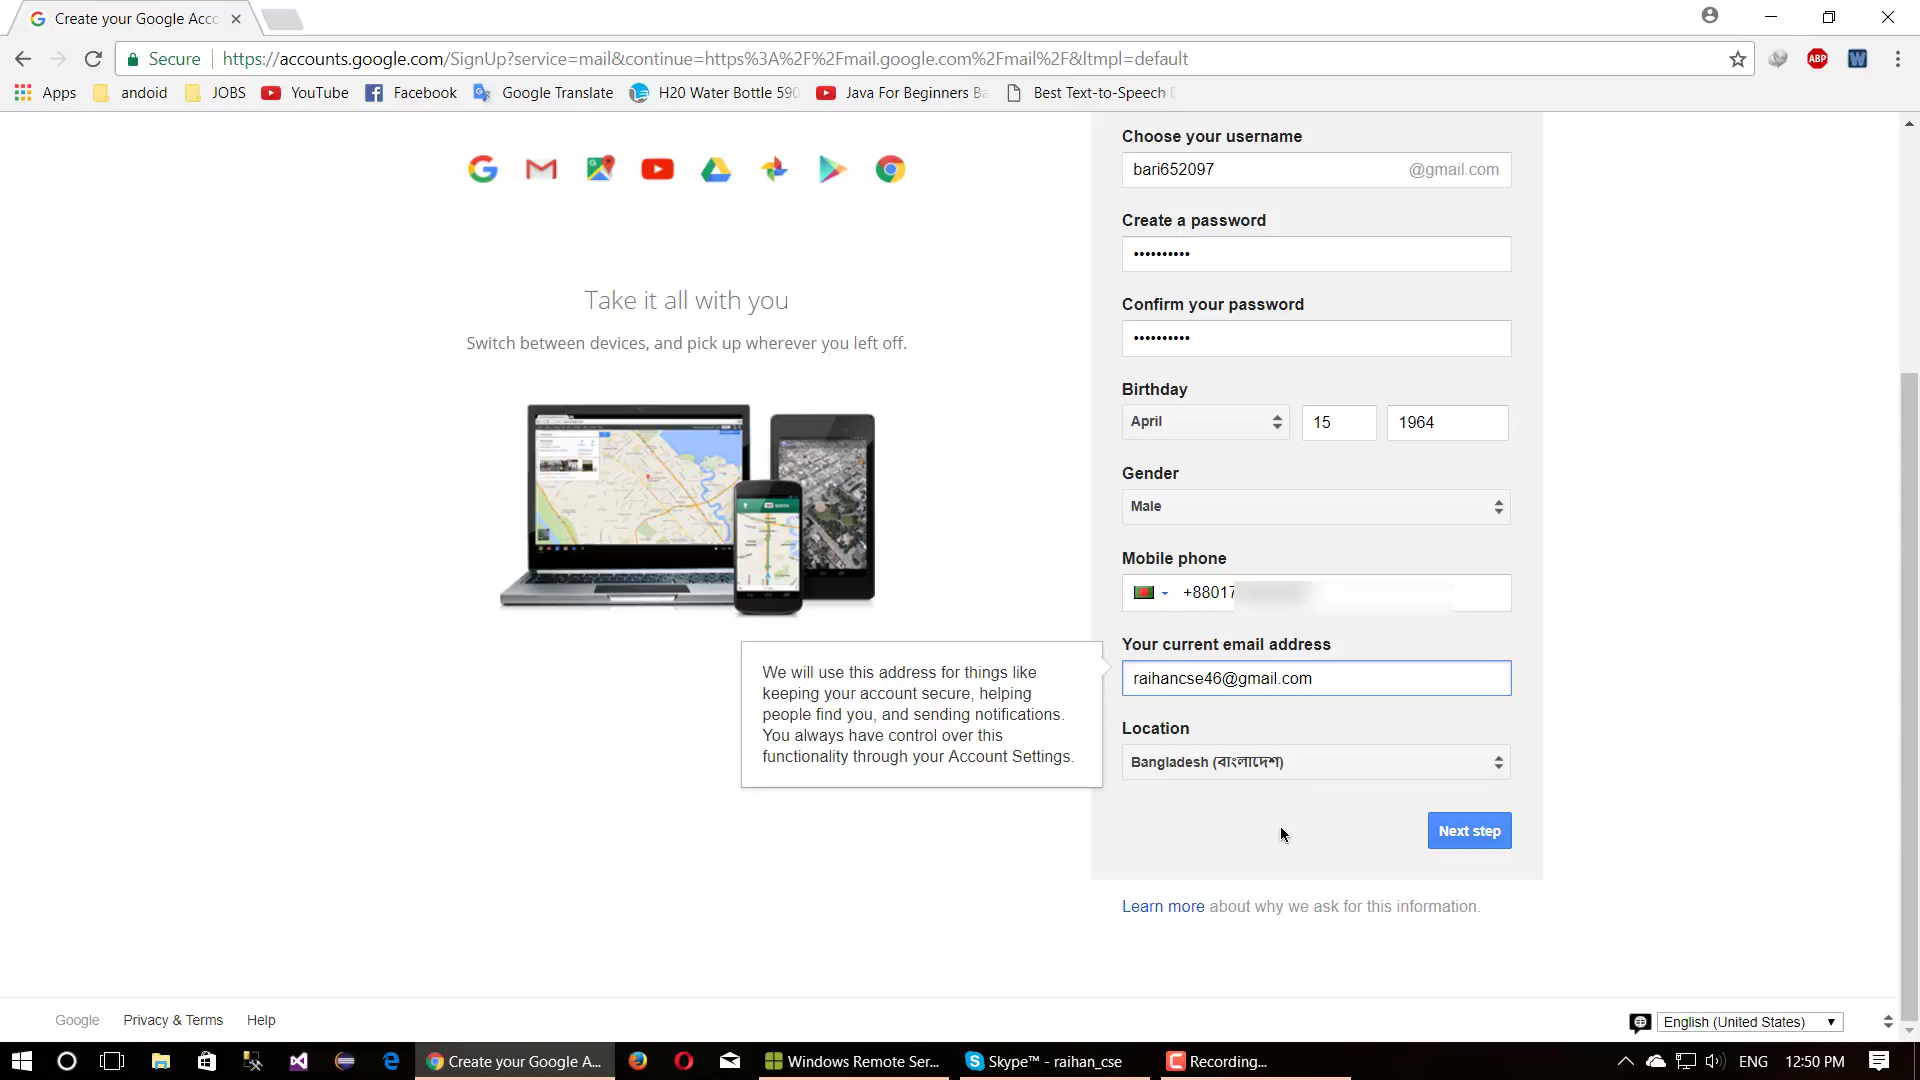 Create your Google Acco
Secure
https://accounts.google.com/SignUp?service=mail&continue=https%3A%2F%2Fmail.google.com%2Fmail%2F&ltmpl=default
ABP
W
Apps
andoid
JOBS
YouTube
Facebook
Google Translate
H20 Water Bottle 590
Java For Beginners Ba
Best Text-to-Speech
Choose your username
bari652097
@gmail.com
Create a password
••••••••••
Confirm your password
••••••••••
Take it all with you
Switch between devices, and pick up wherever you left off.
Birthday
April
15
1964
Gender
Male
Mobile phone
+88017
Your current email address
raihancse46@gmail.com
We will use this address for things like
keeping your account secure, helping
people find you, and sending notifications.
You always have control over this
functionality through your Account Settings.
Location
Bangladesh (বাংলাদেশ)
Next step
Learn more about why we ask for this information.
Google
Privacy & Terms
Help
English (United States)
Create your Google A...
Windows Remote Ser...
Skype™ - raihan_cse
Recording...
ENG
12:50 PM